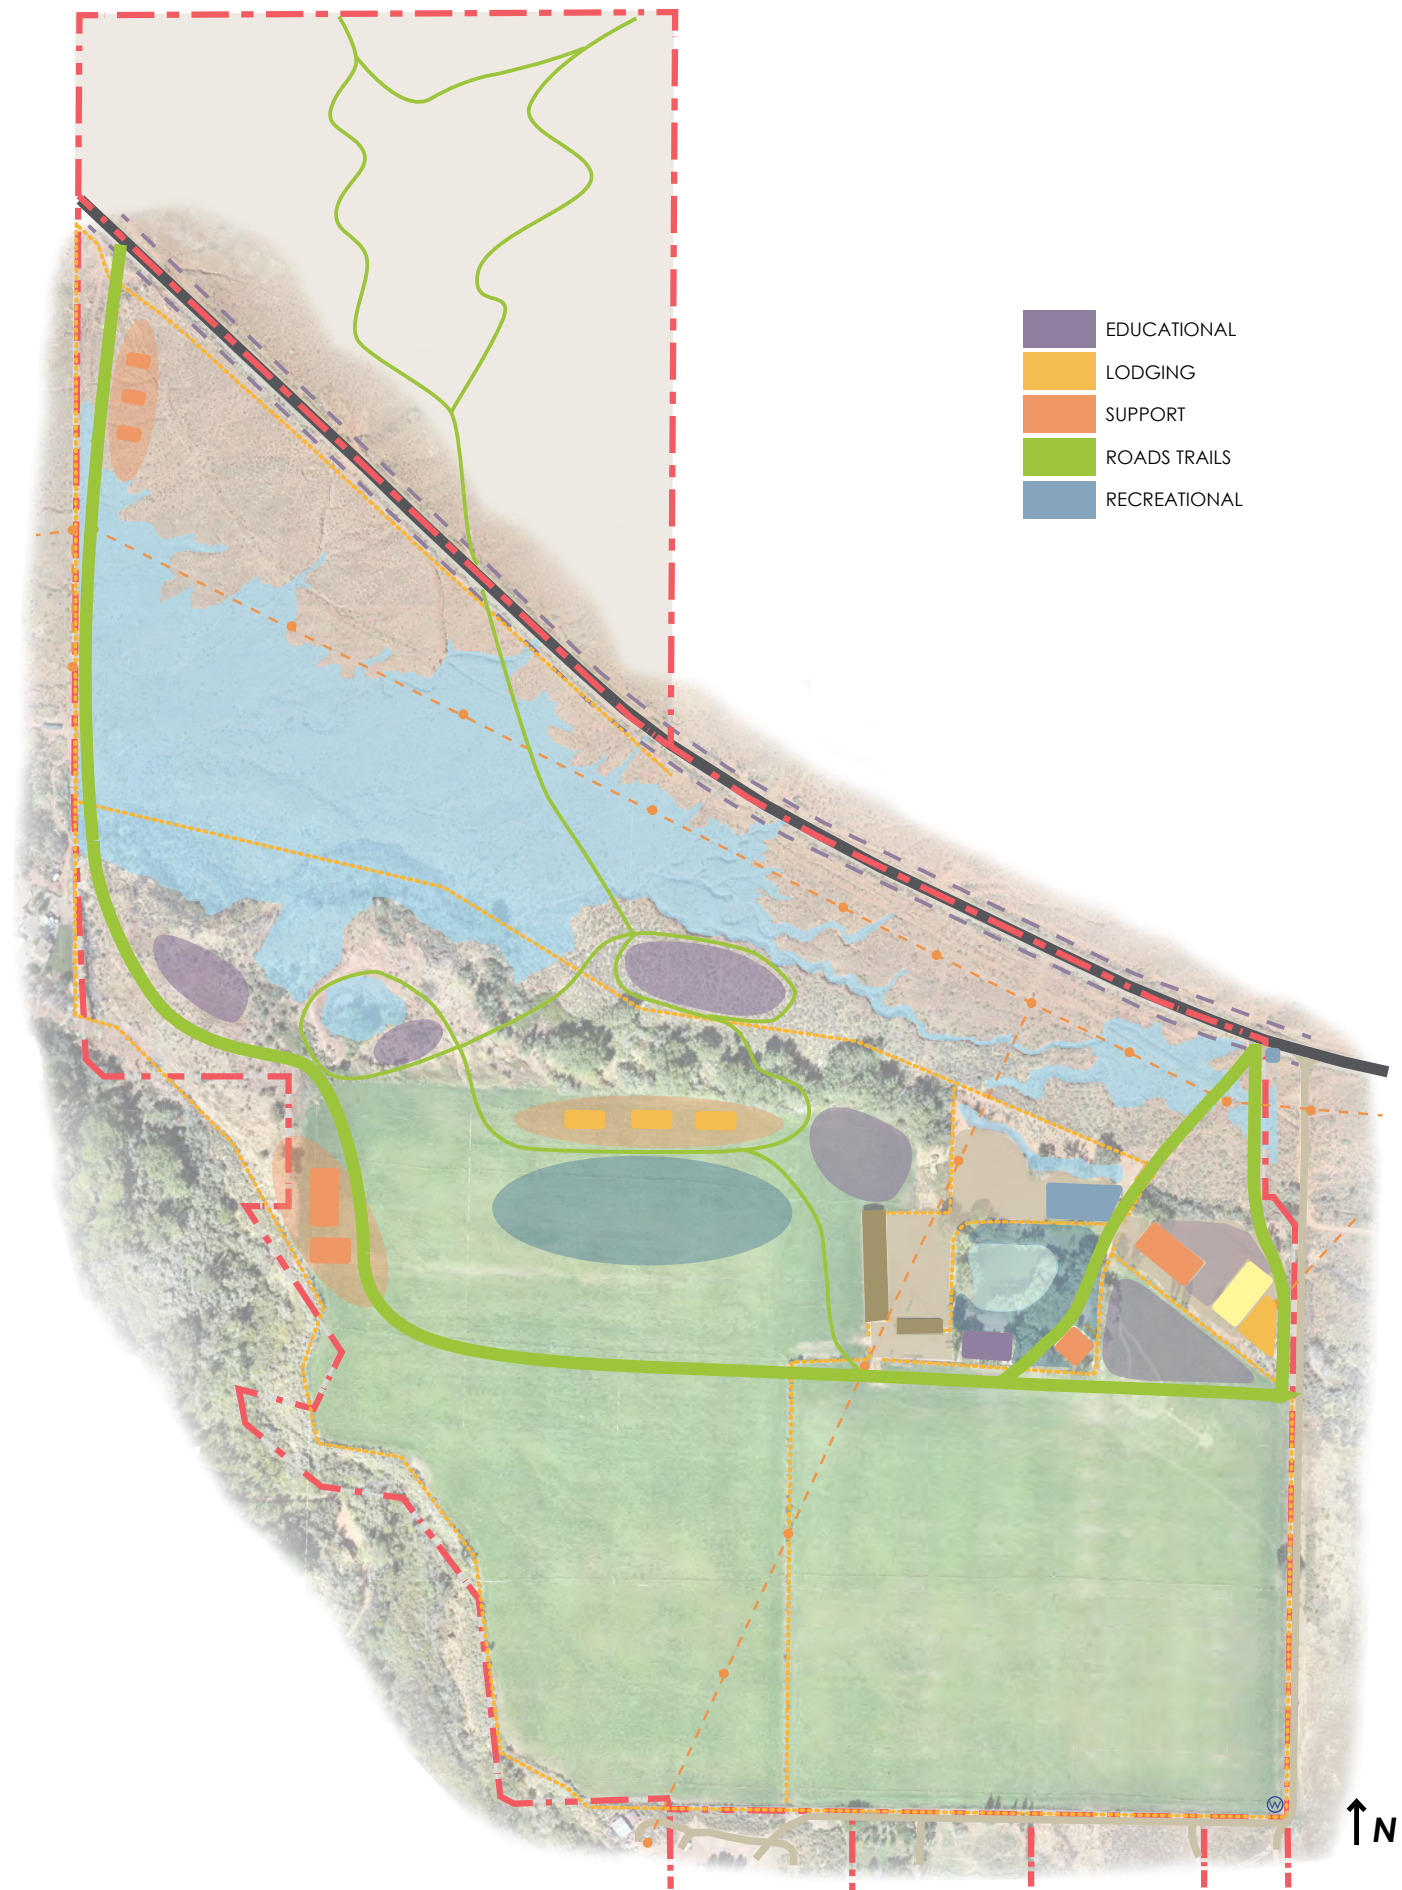 EDUCATIONAL
LODGING
SUPPORT
ROADS TRAILS
RECREATIONAL
W
N